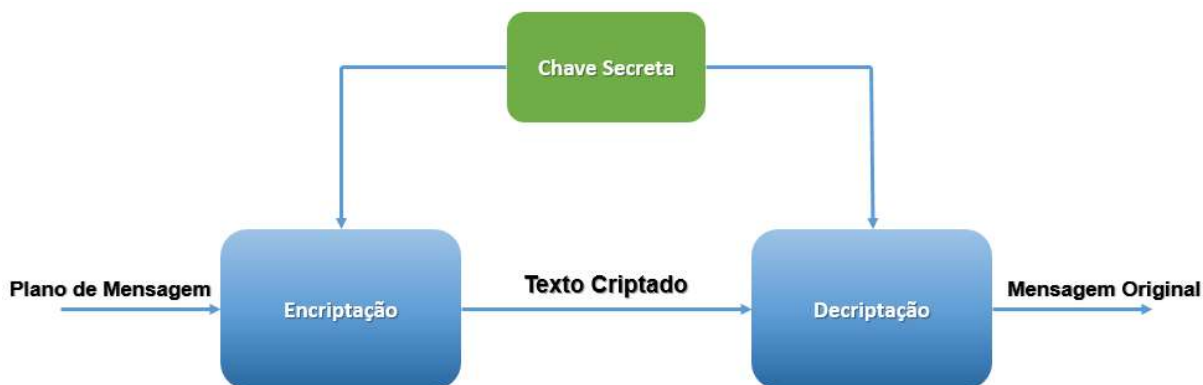 Chave Secreta
Plano de Mensagem
Encriptação
Texto Criptado
Decriptação
Mensagem Original